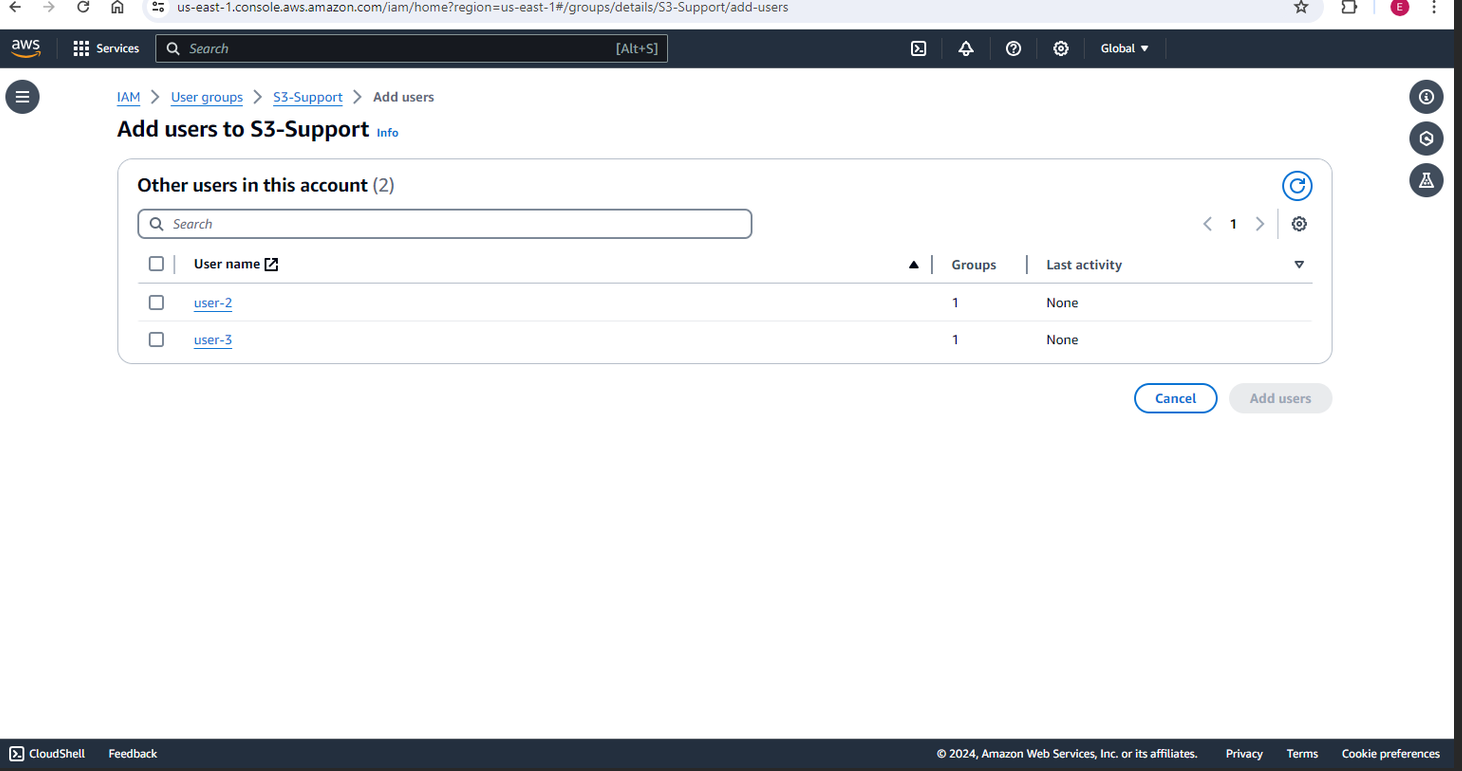 us-east-1.console.aws.amazon.com/iam/home?region=us-east-1#/groups/details/S3-Support/add-users
E
aws Services Search [Alt+S] Global
IAM User groups S3-Support Add users
Add users to S3-Support Info
Other users in this account (2)
Search 1
User name Groups Last activity
user-2 1 None
user-3 1 None
Cancel Add users
CloudShell Feedback © 2024, Amazon Web Services, Inc. or its affiliates. Privacy Terms Cookie preferences